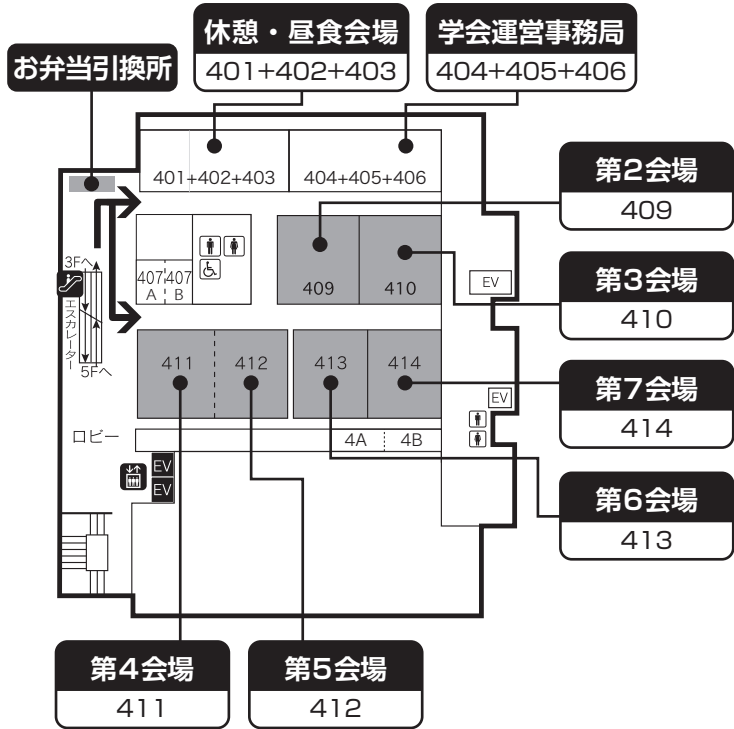 休憩・昼食会場
401+402+403
学会運営事務局
404+405+406
お弁当引換所
401+402+403
404+405+406
第2会場
409
3Fへ
エスカレーター
5Fへ
407
A
407
B
409
410
EV
第3会場
410
411
412
413
414
第7会場
414
EV
ロビー
4A
4B
EV
EV
第6会場
413
第4会場
411
第5会場
412